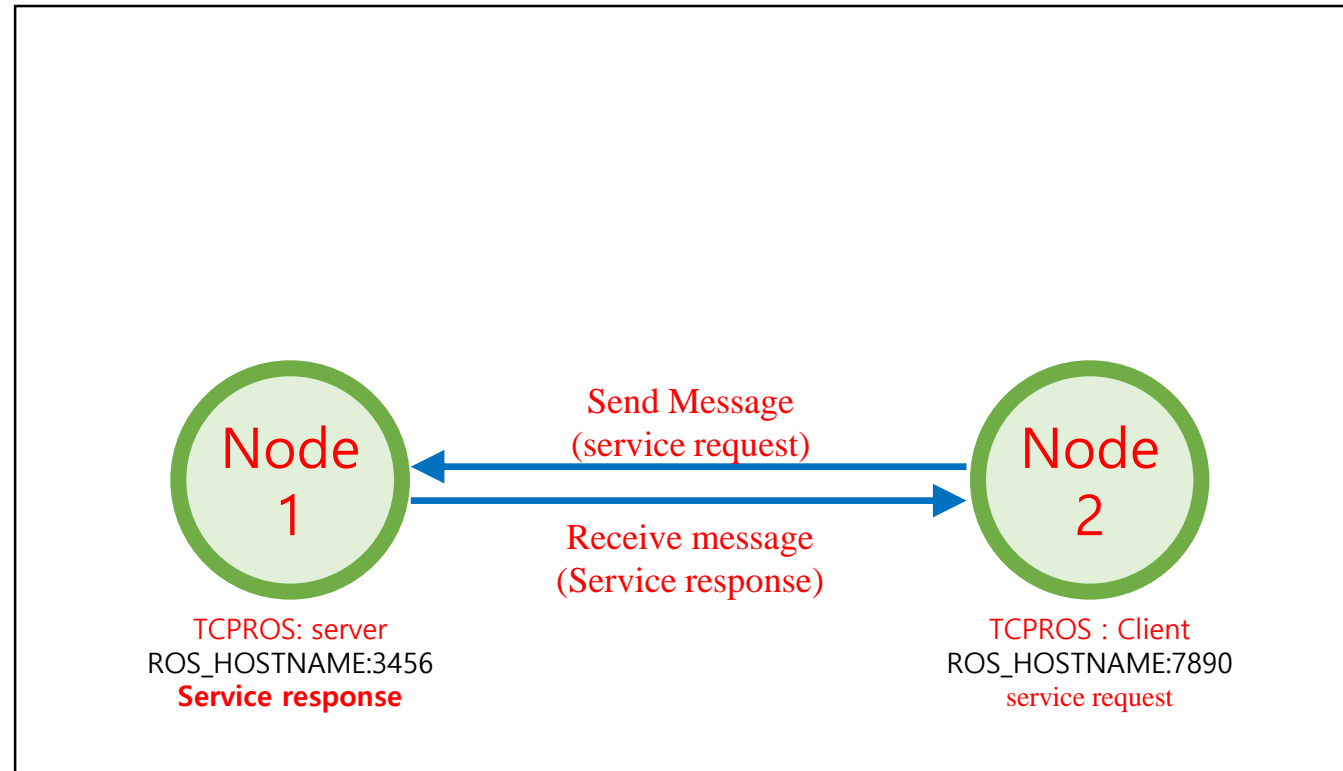 Node
1
Send Message
(service request)
Receive message
(Service response)
Node
2
TCPROS: server
ROS_HOSTNAME:3456
Service response
TCPROS : Client
ROS_HOSTNAME:7890
service request